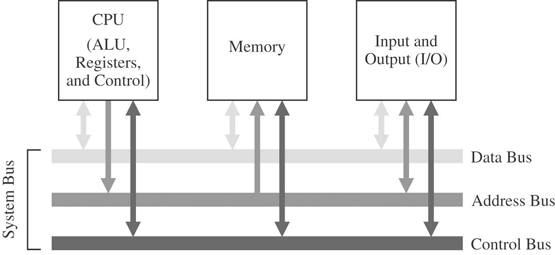 CPU
(ALU,
Registers,
and Control)
Memory
Input and
Output (I/O)
Data Bus
System Bus
Address Bus
Control Bus